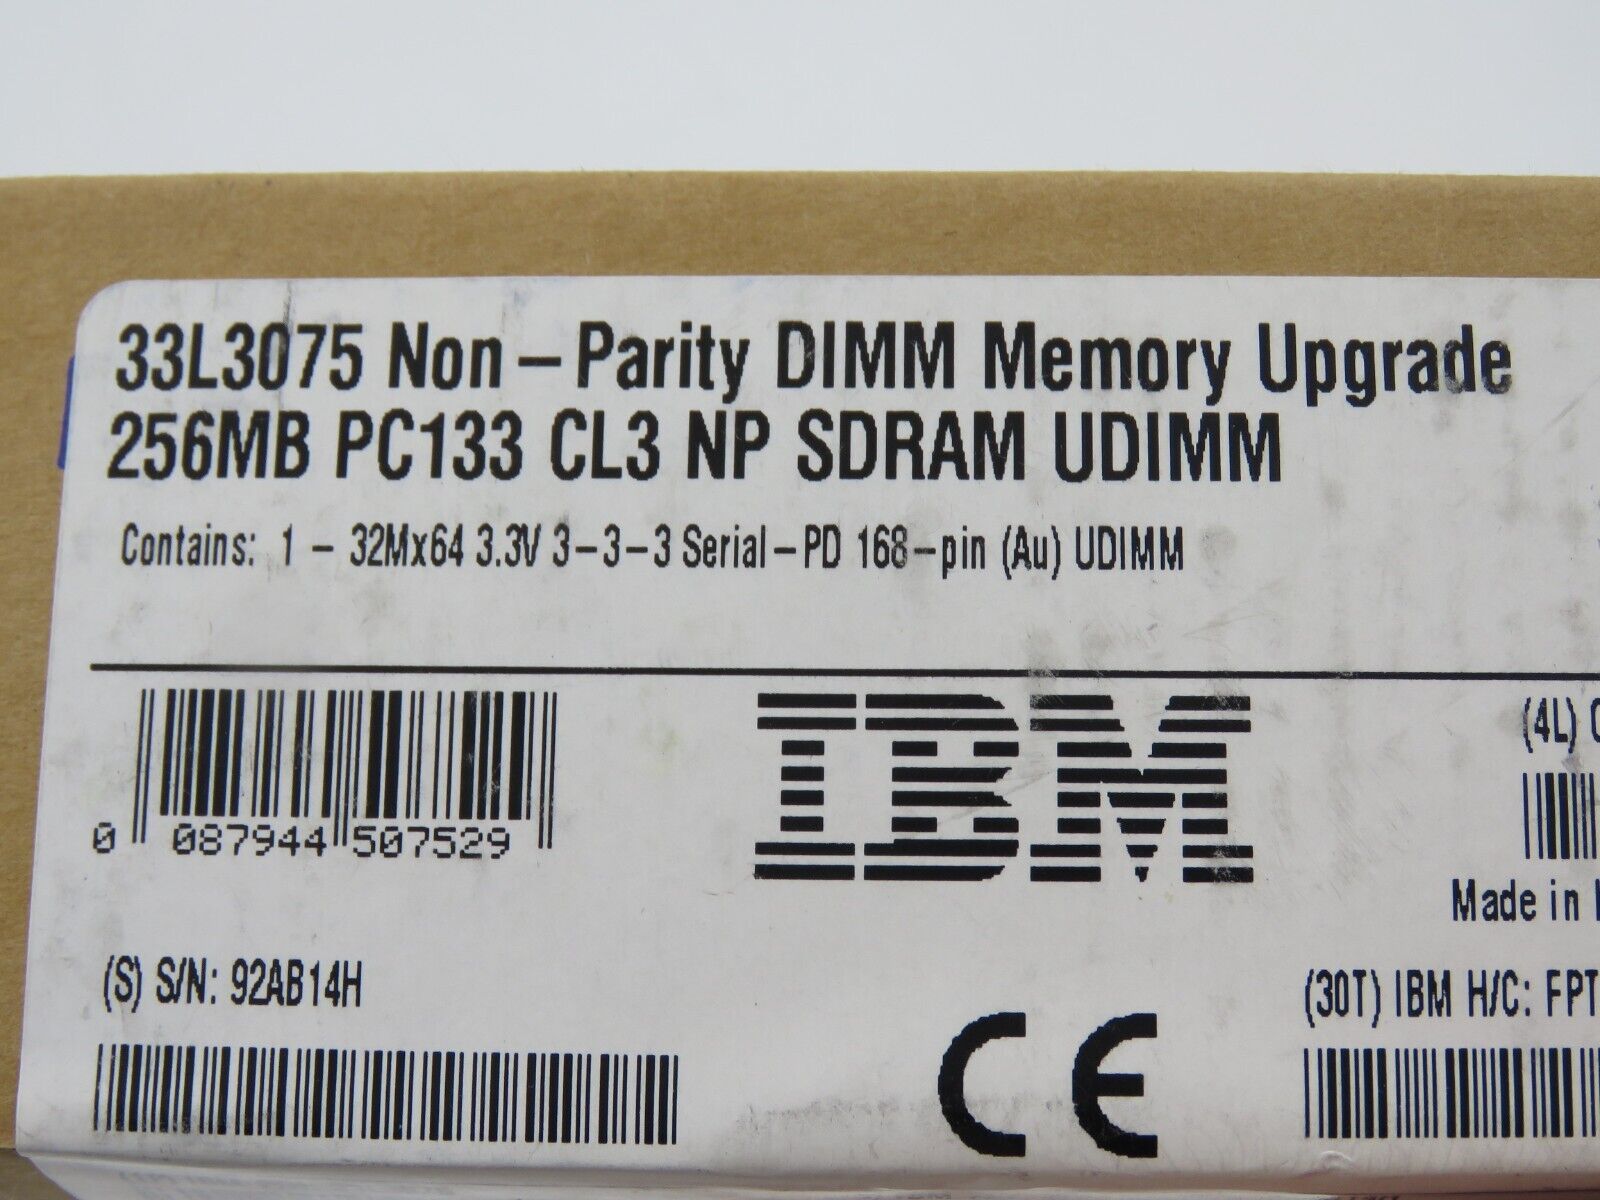 33L3075 Non-Parity DIMM Memory Upgrade
256MB PC133 CL3 NP SDRAM UDIMM
Contains: 1 - 32Mx64 3.3V 3-3-3 Serial-PD 168-pin (Au) UDIMM
0 087944 507529
IBM
(4L)
Made in
(S) S/N: 92AB14H
(30T) IBM H/C: FPT
CE